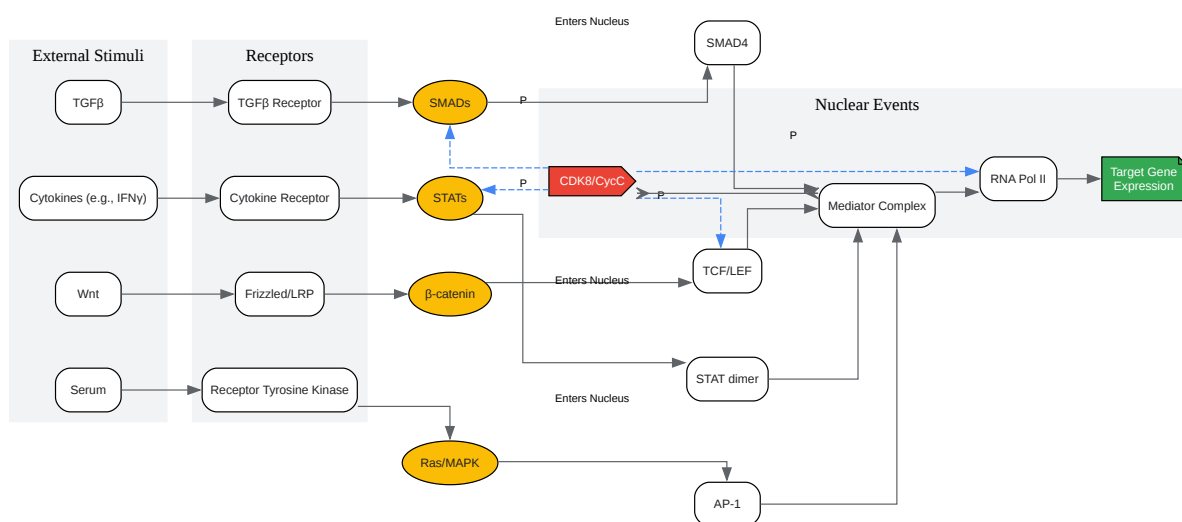 Enters Nucleus
SMAD4
External Stimuli
Receptors
Nuclear Events
TGFβ
TGFβ Receptor
SMADs
P
P
Cytokines (e.g., IFNγ)
Cytokine Receptor
STATs
P
CDK8/CycC
P
RNA Pol II
Target Gene
Expression
Mediator Complex
Wnt
Frizzled/LRP
β-catenin
Enters Nucleus
TCF/LEF
Serum
Receptor Tyrosine Kinase
STAT dimer
Enters Nucleus
Ras/MAPK
AP-1